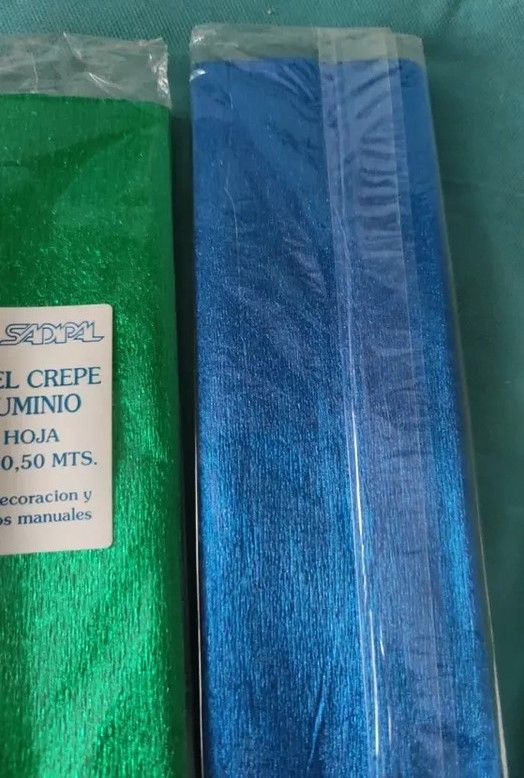 SADIPAL
EL CREPE
UMINIO
HOJA
0,50 MTS.
ecoracion y
os manuales